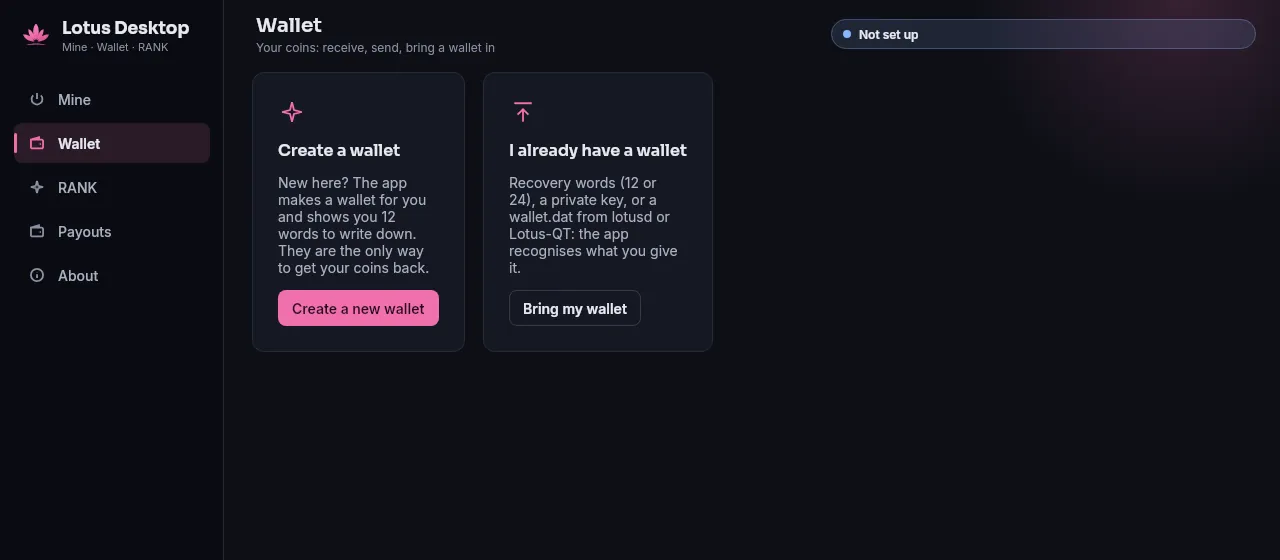 Lotus Desktop
Mine · Wallet · RANK
Mine
Wallet
RANK
Payouts
About
Wallet
Your coins: receive, send, bring a wallet in
Not set up
Create a wallet
New here? The app
makes a wallet for you
and shows you 12
words to write down.
They are the only way
to get your coins back.
Create a new wallet
I already have a wallet
Recovery words (12 or
24), a private key, or a
wallet.dat from lotusd or
Lotus-QT: the app
recognises what you give
it.
Bring my wallet